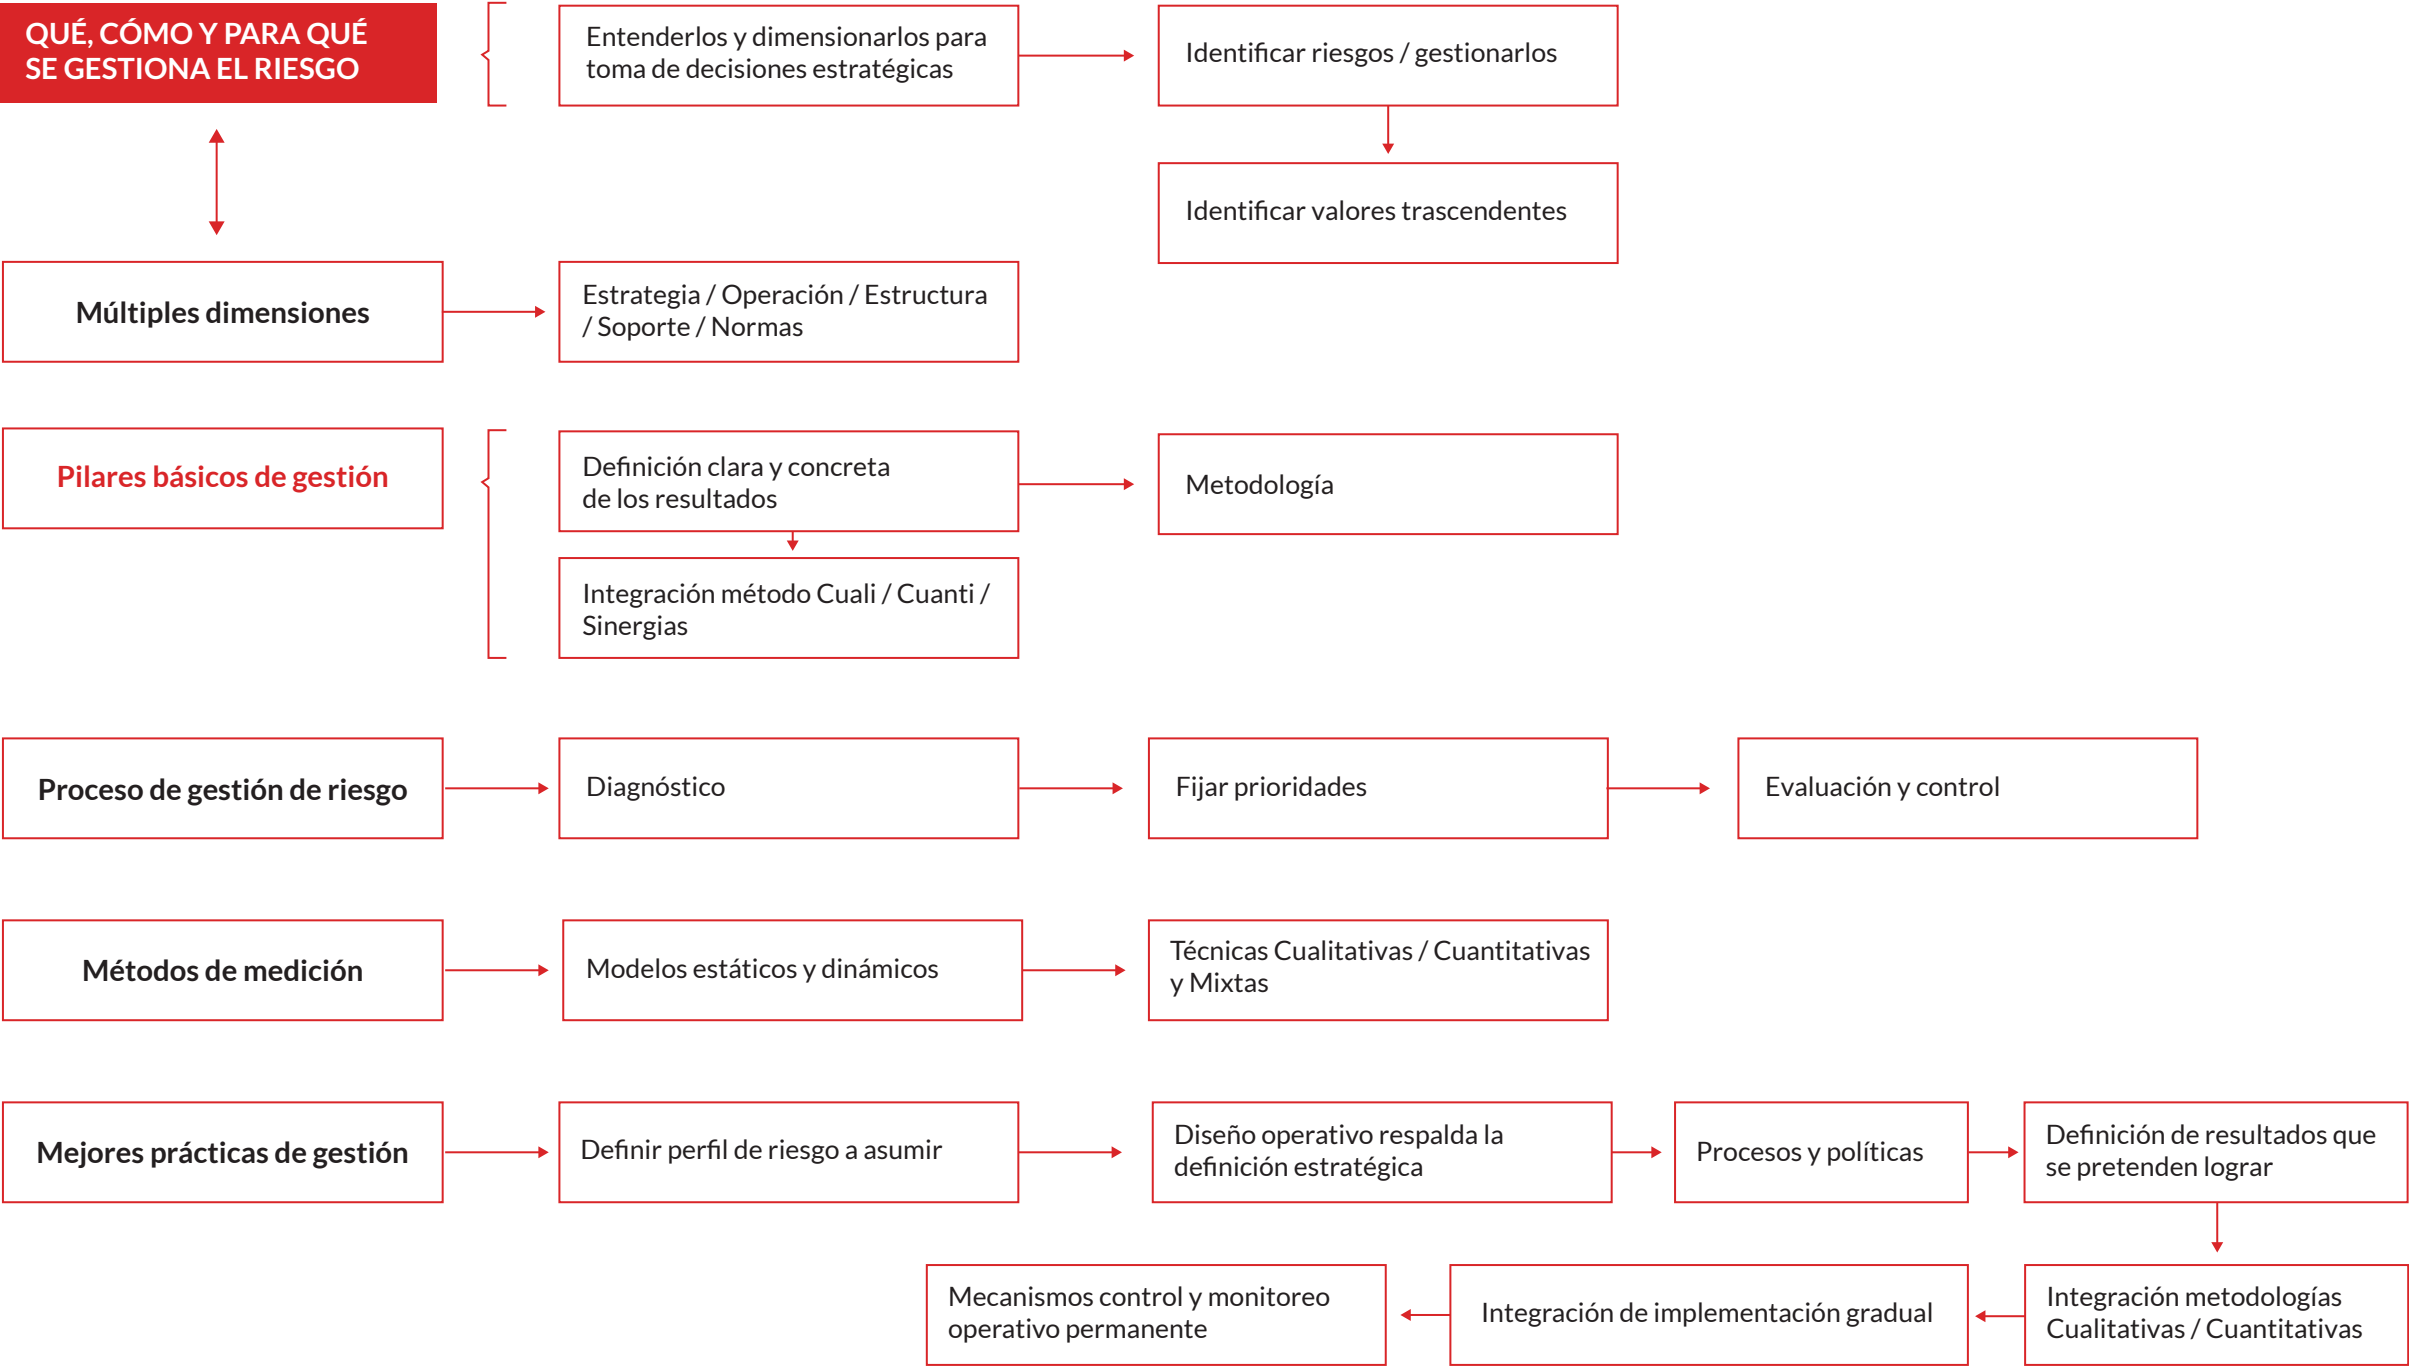 QUÉ, CÓMO Y PARA QUÉ
SE GESTIONA EL RIESGO
Entenderlos y dimensionarlos para
toma de decisiones estratégicas
Identificar riesgos / gestionarlos
Identificar valores trascendentes
Múltiples dimensiones
Estrategia / Operación / Estructura
/ Soporte / Normas
Pilares básicos de gestión
Definición clara y concreta
de los resultados
Metodología
Integración método Cuali / Cuanti /
Sinergias
Proceso de gestión de riesgo
Diagnóstico
Fijar prioridades
Evaluación y control
Métodos de medición
Modelos estáticos y dinámicos
Técnicas Cualitativas / Cuantitativas
y Mixtas
Mejores prácticas de gestión
Definir perfil de riesgo a asumir
Diseño operativo respalda la
definición estratégica
Procesos y políticas
Definición de resultados que
se pretenden lograr
Integración metodologías
Cualitativas / Cuantitativas
Integración de implementación gradual
Mecanismos control y monitoreo
operativo permanente